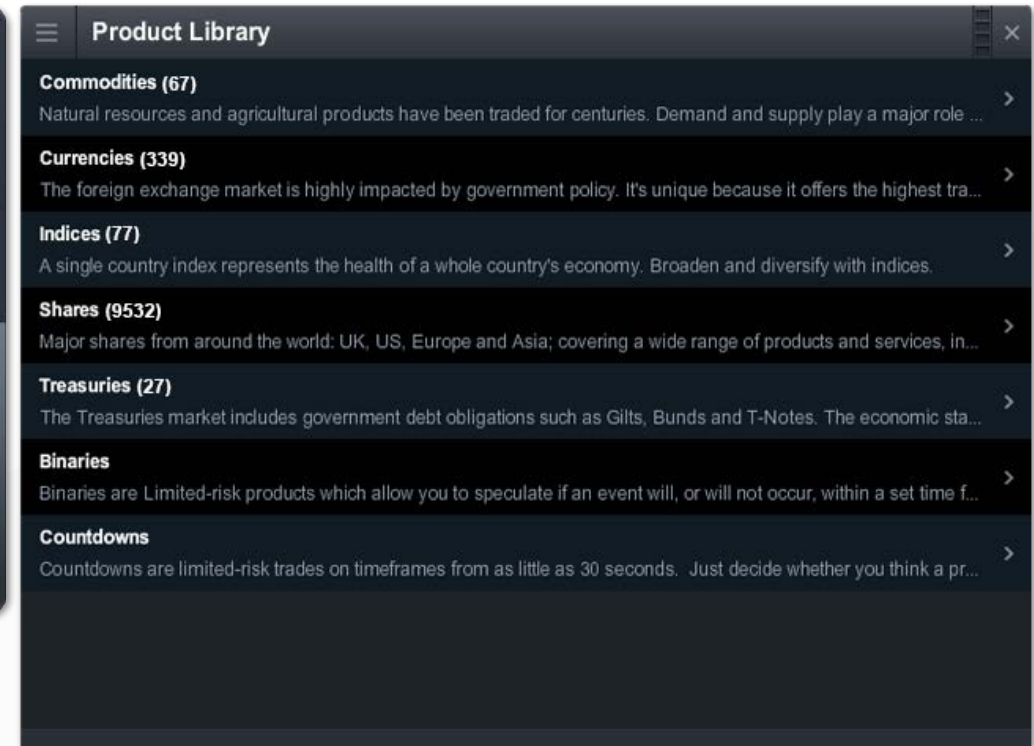 Product Library
Commodities (67)
Natural resources and agricultural products have been traded for centuries. Demand and supply play a major role ...
Currencies (339)
The foreign exchange market is highly impacted by government policy. It's unique because it offers the highest tra...
Indices (77)
A single country index represents the health of a whole country's economy. Broaden and diversify with indices.
Shares (9532)
Major shares from around the world: UK, US, Europe and Asia; covering a wide range of products and services, in...
Treasuries (27)
The Treasuries market includes government debt obligations such as Gilts, Bunds and T-Notes. The economic sta...
Binaries
Binaries are Limited-risk products which allow you to speculate if an event will, or will not occur, within a set time f...
Countdowns
Countdowns are limited-risk trades on timeframes from as little as 30 seconds.  Just decide whether you think a pr...